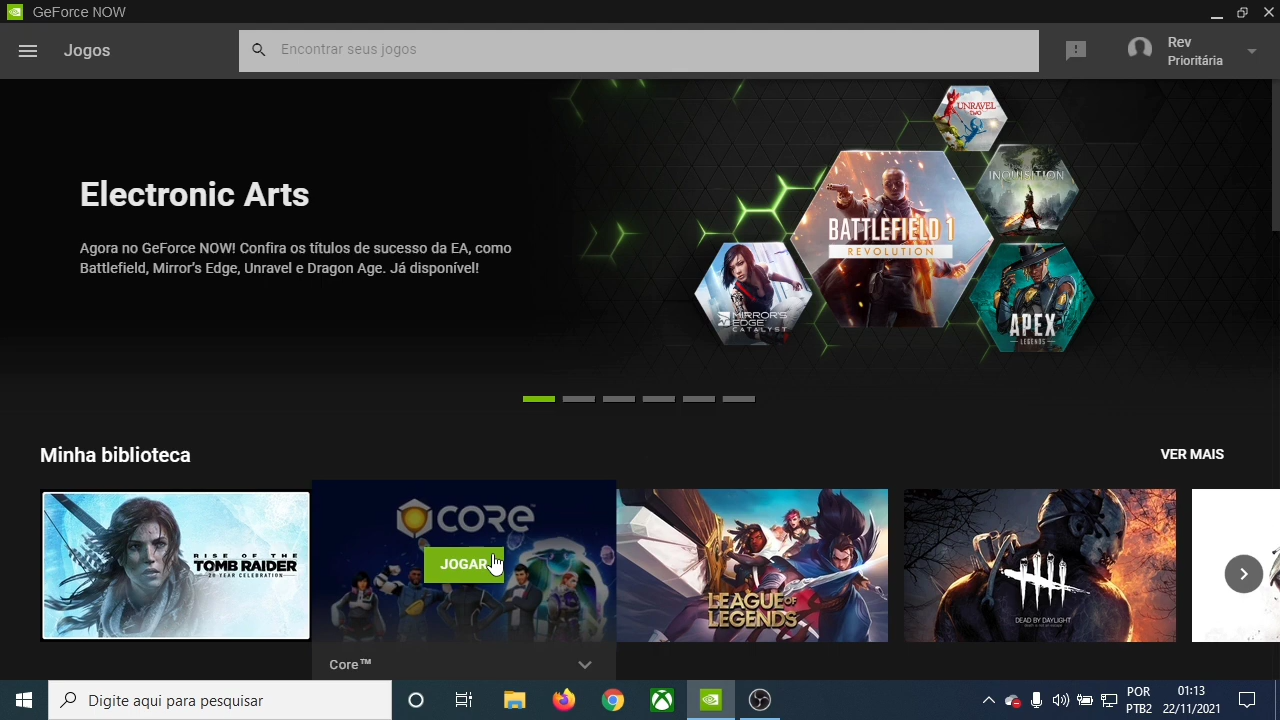 GeForce NOW
Jogos
Encontrar seus jogos
Rev
Prioritária
UNRAVEL
TWO
INQUISITION
BATTLEFIELD 1
REVOLUTION
MIRROR'S
EDGE
CATALYST
APEX
LEGENDS
Electronic Arts
Agora no GeForce NOW! Confira os títulos de sucesso da EA, como
Battlefield, Mirror's Edge, Unravel e Dragon Age. Já disponível!
Minha biblioteca
VER MAIS
RISE OF THE
TOMB RAIDER
20 YEAR CELEBRATION
CORE
JOGAR
LEAGUE OF
LEGENDS
DEAD BY DAYLIGHT
Core™
Digite aqui para pesquisar
POR
PTB2
01:13
22/11/2021